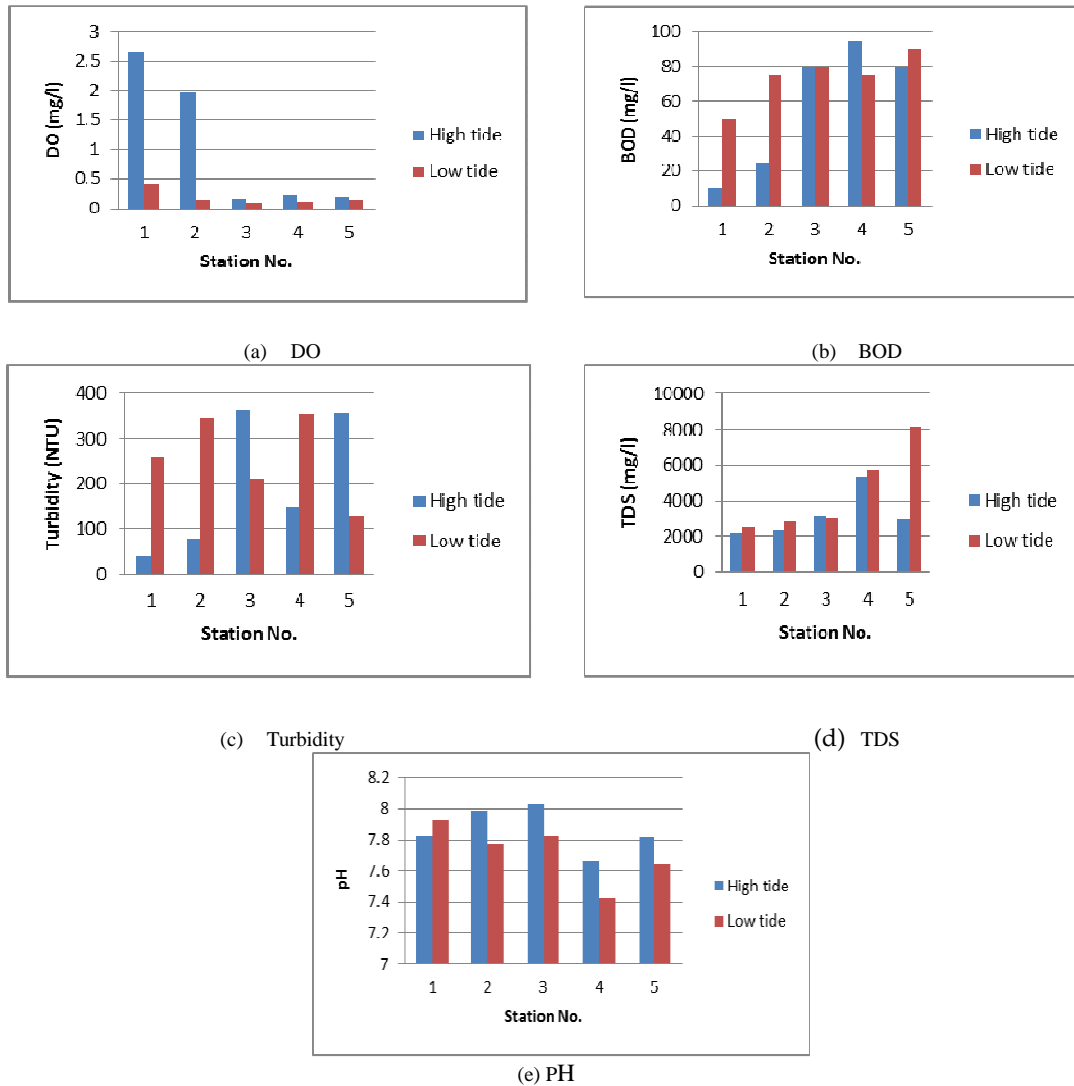 3
2.5
2
1.5
1
0.5
0
DO (mg/l)
1 2 3 4 5
Station No.
High tide
Low tide
(a) DO
100
80
60
40
20
0
BOD (mg/l)
1 2 3 4 5
Station No.
High tide
Low tide
(b) BOD
400
300
200
100
0
Turbidity (NTU)
1 2 3 4 5
Station No.
High tide
Low tide
(c) Turbidity
10000
8000
6000
4000
2000
0
TDS (mg/l)
1 2 3 4 5
Station No.
High tide
Low tide
(d) TDS
8.2
8
7.8
7.6
7.4
7.2
7
pH
1 2 3 4 5
Station No.
High tide
Low tide
(e) PH